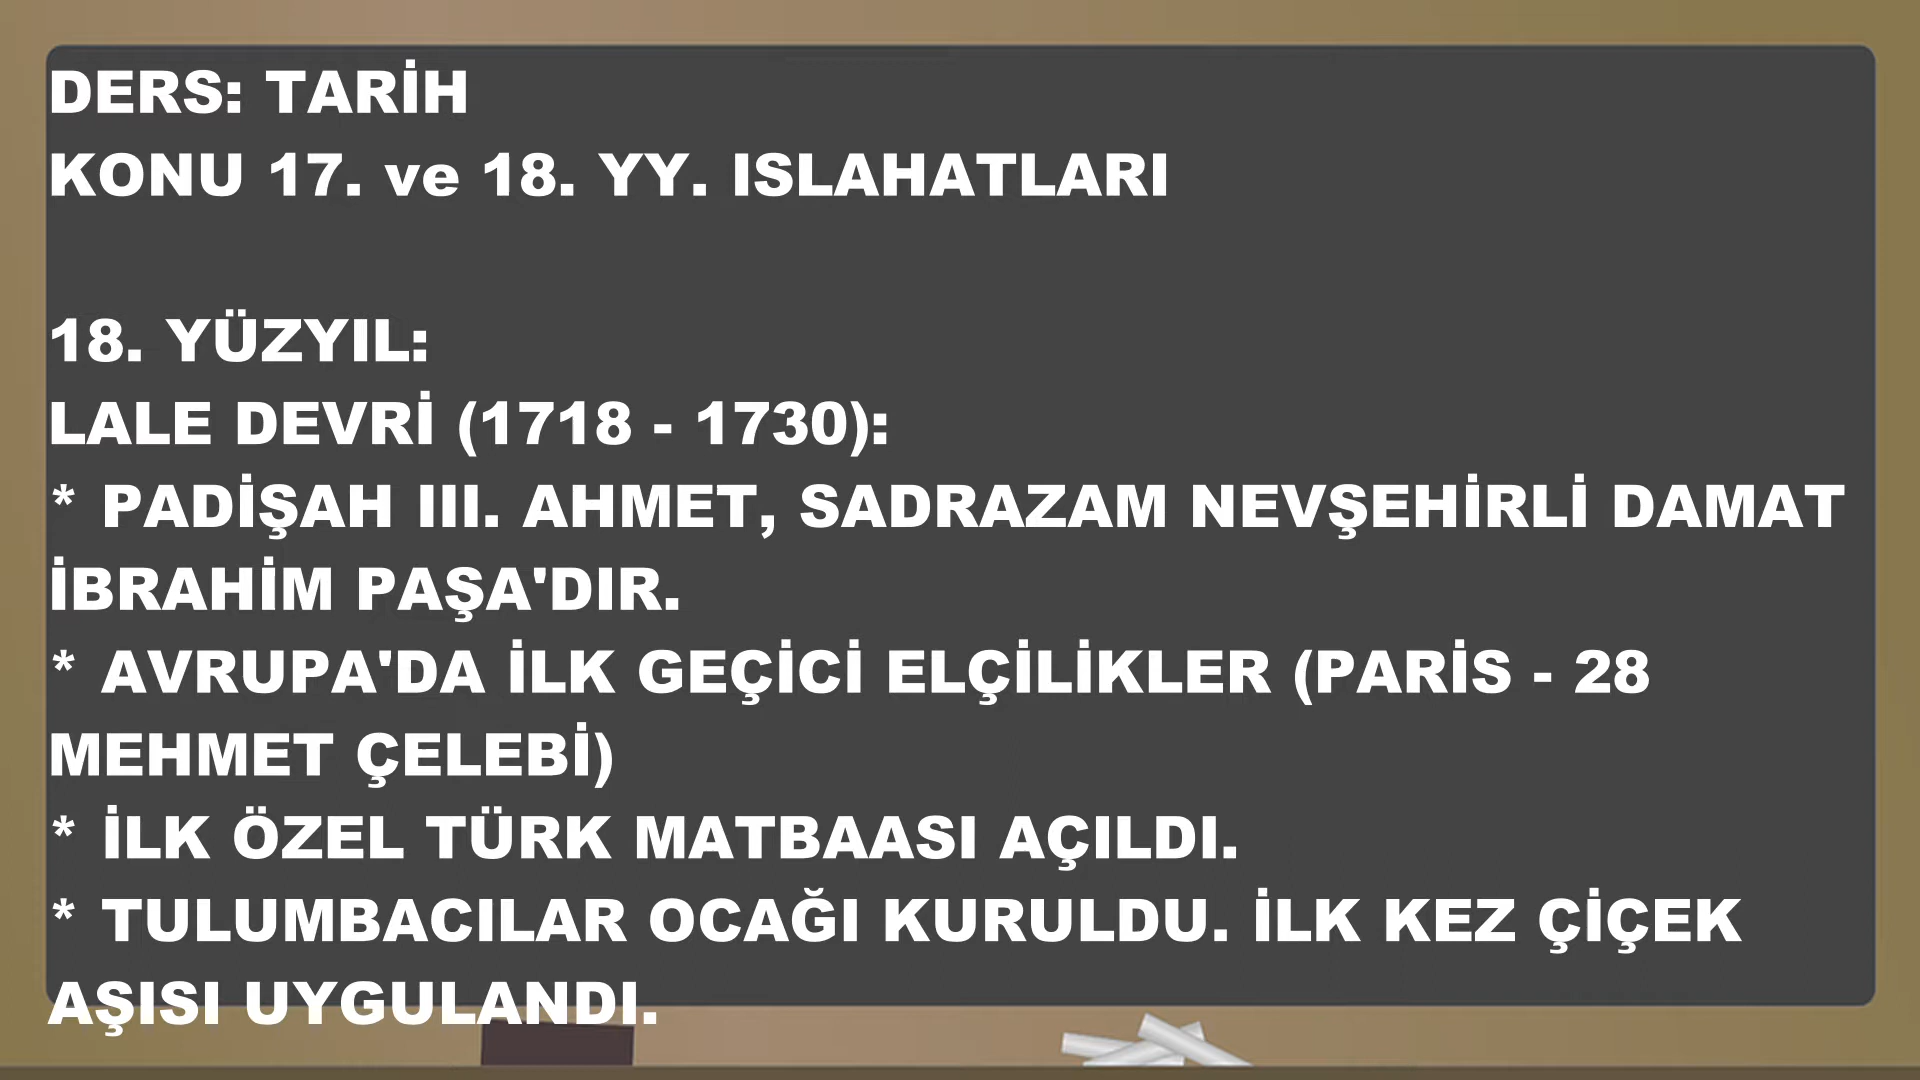 DERS: TARİH
KONU 17. ve 18. YY. ISLAHATLARI
18. YÜZYIL:
LALE DEVRİ (1718 - 1730):
* PADİŞAH III. AHMET, SADRAZAM NEVŞEHİRLİ DAMAT
İBRAHİM PAŞA'DIR.
* AVRUPA'DA İLK GEÇİCİ ELÇİLİKLER (PARİS - 28
MEHMET ÇELEBİ)
* İLK ÖZEL TÜRK MATBAASI AÇILDI.
* TULUMBACILAR OCAĞI KURULDU. İLK KEZ ÇİÇEK
AŞISI UYGULANDI.